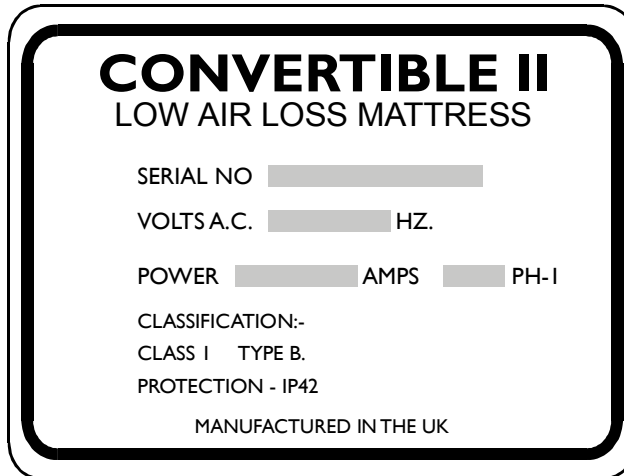 CONVERTIBLE II
LOW AIR LOSS MATTRESS
SERIAL NO
VOLTS A.C. HZ.
POWER AMPS PH-1
CLASSIFICATION:-
CLASS 1 TYPE B.
PROTECTION - IP42
MANUFACTURED IN THE UK